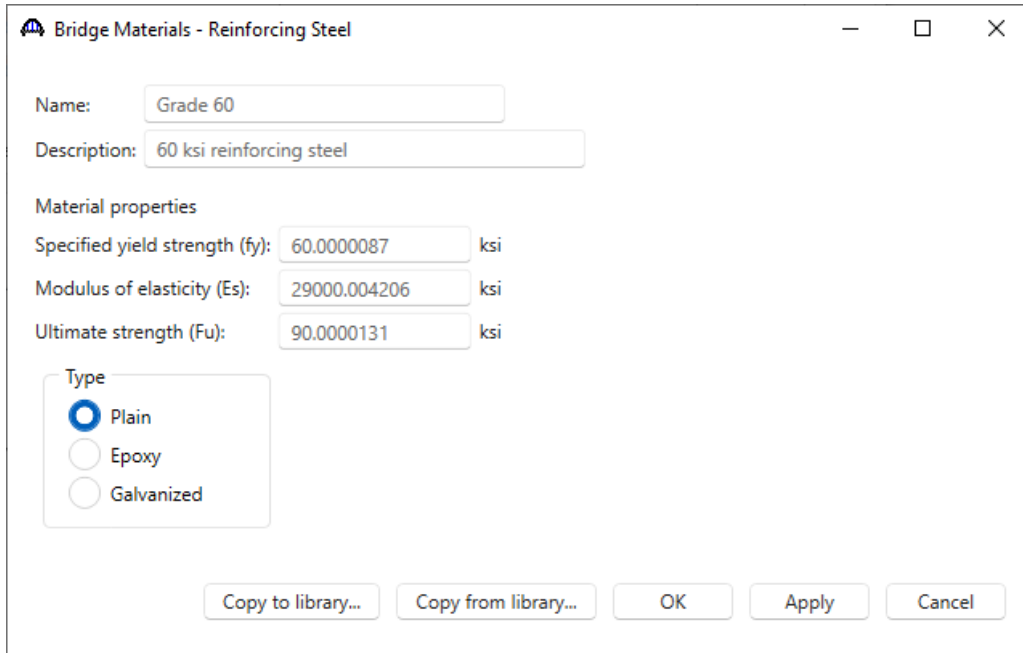 Bridge Materials - Reinforcing Steel
Name: Grade 60
Description: 60 ksi reinforcing steel
Material properties
Specified yield strength (fy): 60.0000087 ksi
Modulus of elasticity (Es): 29000.004206 ksi
Ultimate strength (Fu): 90.0000131 ksi
Type
Plain
Epoxy
Galvanized
Copy to library... Copy from library... OK Apply Cancel